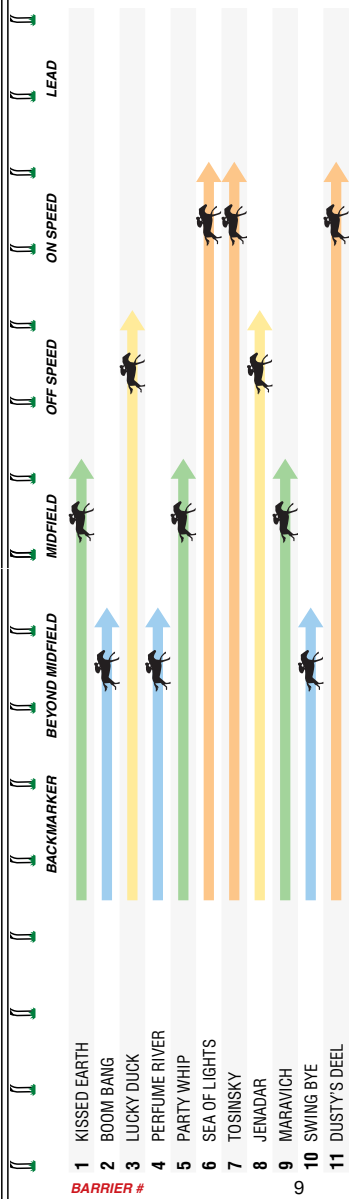 BACKMARKER BEYOND MIDFIELD MIDFIELD OFF SPEED ON SPEED LEAD
1 KISSED EARTH
2 BOOM BANG
3 LUCKY DUCK
4 PERFUME RIVER
5 PARTY WHIP
6 SEA OF LIGHTS
7 TOSINSKY
8 JENADAR
9 MARAVICH
10 SWING BYE
11 DUSTY'S DEEL
BARRIER #
9